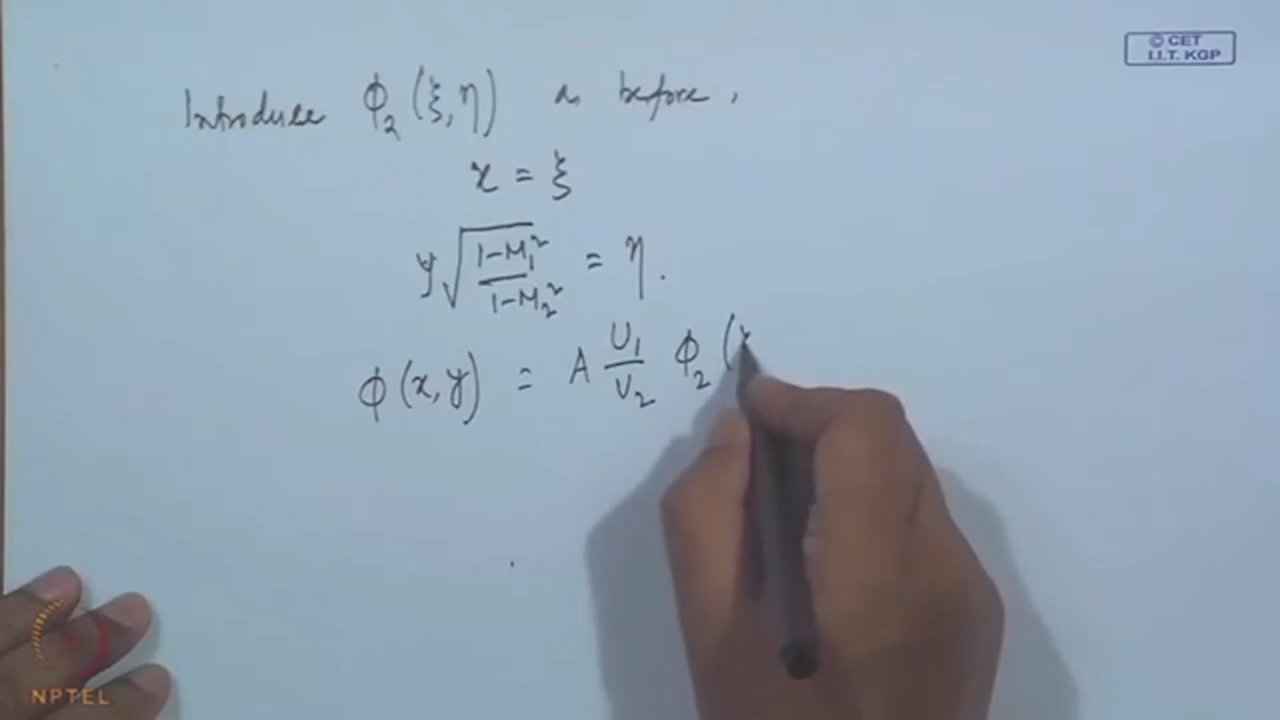 © CET
I.I.T. KGP
Introduce ϕ₂(ξ,η) as before,
x = ξ
y√((1-M₁²)/(1-M₂²)) = η.
ϕ(x,y) = A U₁/U₂ ϕ₂(
NPTEL